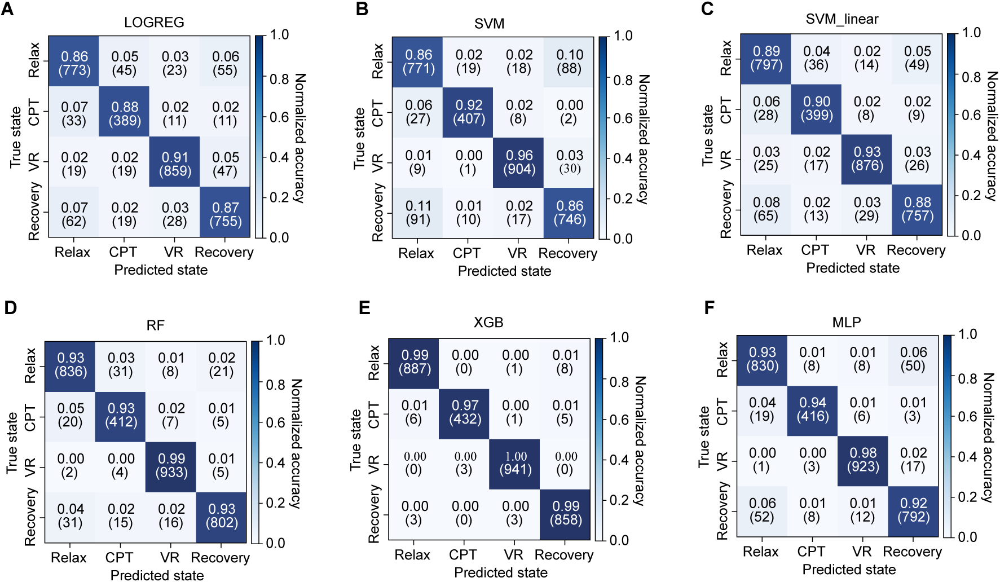 A
LOGREG
True state
Relax
0.86 0.05 0.03 0.06
(773) (45) (23) (55)
CPT
0.07 0.88 0.02 0.02
(33) (389) (11) (11)
VR
0.02 0.02 0.91 0.05
(19) (19) (859) (47)
Recovery
0.07 0.02 0.03 0.87
(62) (19) (28) (755)
Relax CPT VR Recovery
Predicted state
1.0
0.8
0.6
0.4
0.2
0.0
Normalized accuracy
B
SVM
True state
Relax
0.86 0.02 0.02 0.10
(771) (19) (18) (88)
CPT
0.06 0.92 0.02 0.00
(27) (407) (8) (2)
VR
0.01 0.00 0.96 0.03
(9) (1) (904) (30)
Recovery
0.11 0.01 0.02 0.86
(91) (10) (17) (746)
Relax CPT VR Recovery
Predicted state
1.0
0.8
0.6
0.4
0.2
0.0
Normalized accuracy
C
SVM_linear
True state
Relax
0.89 0.04 0.02 0.05
(797) (36) (14) (49)
CPT
0.06 0.90 0.02 0.02
(28) (399) (8) (9)
VR
0.03 0.02 0.93 0.03
(25) (17) (876) (26)
Recovery
0.08 0.02 0.03 0.88
(65) (13) (29) (757)
Relax CPT VR Recovery
Predicted state
1.0
0.8
0.6
0.4
0.2
0.0
Normalized accuracy
D
RF
True state
Relax
0.93 0.03 0.01 0.02
(836) (31) (8) (21)
CPT
0.05 0.93 0.02 0.01
(20) (412) (7) (5)
VR
0.00 0.00 0.99 0.01
(2) (4) (933) (5)
Recovery
0.04 0.02 0.02 0.93
(31) (15) (16) (802)
Relax CPT VR Recovery
Predicted state
1.0
0.8
0.6
0.4
0.2
0.0
Normalized accuracy
E
XGB
True state
Relax
0.99 0.00 0.00 0.01
(887) (0) (1) (8)
CPT
0.01 0.97 0.00 0.01
(6) (432) (1) (5)
VR
0.00 0.00 1.00 0.00
(0) (3) (941) (0)
Recovery
0.00 0.00 0.00 0.99
(3) (0) (3) (858)
Relax CPT VR Recovery
Predicted state
1.0
0.8
0.6
0.4
0.2
0.0
Normalized accuracy
F
MLP
True state
Relax
0.93 0.01 0.01 0.06
(830) (8) (8) (50)
CPT
0.04 0.94 0.01 0.01
(19) (416) (6) (3)
VR
0.00 0.00 0.98 0.02
(1) (3) (923) (17)
Recovery
0.06 0.01 0.01 0.92
(52) (8) (12) (792)
Relax CPT VR Recovery
Predicted state
1.0
0.8
0.6
0.4
0.2
0.0
Normalized accuracy